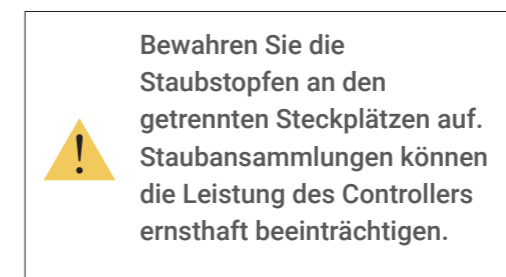 Bewahren Sie die
Staubstopfen an den
getrennten Steckplätzen auf.
Staubansammlungen können
die Leistung des Controllers
ernsthaft beeinträchtigen.